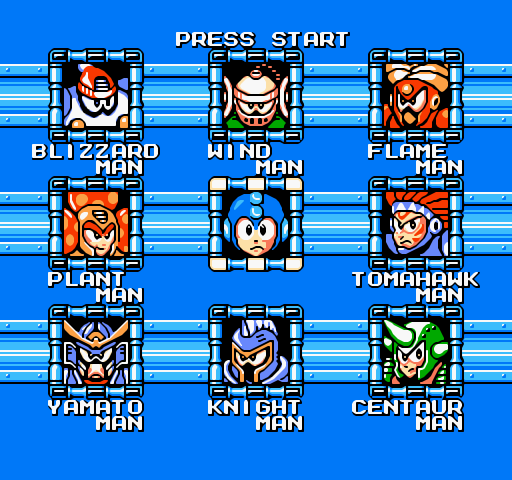 PRESS START
BLIZZARD MAN
WIND MAN
FLAME MAN
PLANT MAN
TOMAHAWK MAN
YAMATO MAN
KNIGHT MAN
CENTAUR MAN